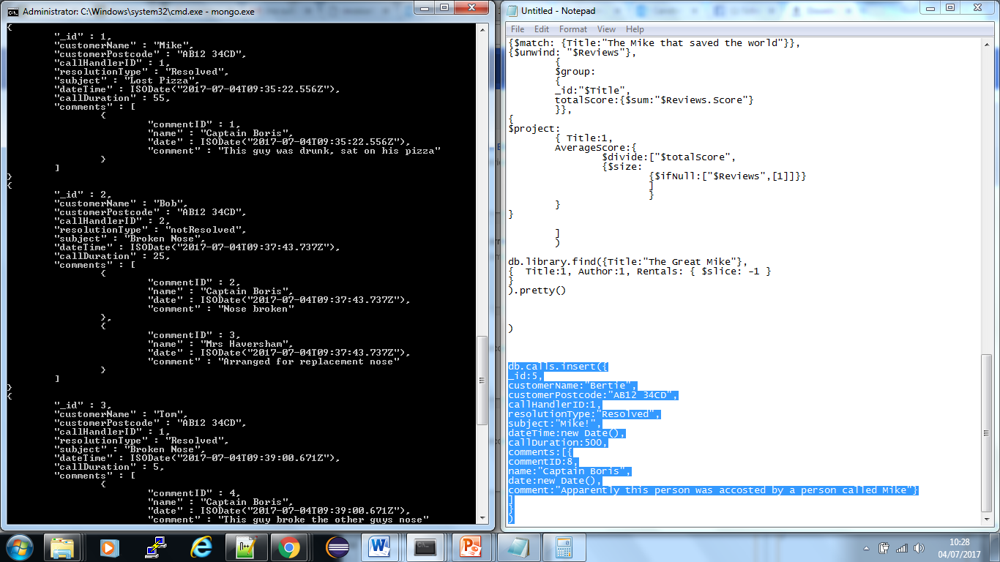 Administrator: C:\Windows\system32\cmd.exe - mongo.exe
{
"_id" : 1,
"customerName" : "Mike",
"customerPostcode" : "AB12 34CD",
"callHandlerID" : 1,
"resolutionType" : "Resolved",
"subject" : "Lost Pizza",
"dateTime" : ISODate("2017-07-04T09:35:22.556Z"),
"callDuration" : 55,
"comments" : [
{
"commentID" : 1,
"name" : "Captain Boris",
"date" : ISODate("2017-07-04T09:35:22.556Z"),
"comment" : "This guy was drunk, sat on his pizza"
}
]
}
{
"_id" : 2,
"customerName" : "Bob",
"customerPostcode" : "AB12 34CD",
"callHandlerID" : 2,
"resolutionType" : "notResolved",
"subject" : "Broken Nose",
"dateTime" : ISODate("2017-07-04T09:37:43.737Z"),
"callDuration" : 25,
"comments" : [
{
"commentID" : 2,
"name" : "Captain Boris",
"date" : ISODate("2017-07-04T09:37:43.737Z"),
"comment" : "Nose broken"
},
{
"commentID" : 3,
"name" : "Mrs Haversham",
"date" : ISODate("2017-07-04T09:37:43.737Z"),
"comment" : "Arranged for replacement nose"
}
]
}
{
"_id" : 3,
"customerName" : "Tom",
"customerPostcode" : "AB12 34CD",
"callHandlerID" : 1,
"resolutionType" : "Resolved",
"subject" : "Broken Nose",
"dateTime" : ISODate("2017-07-04T09:39:00.671Z"),
"callDuration" : 5,
"comments" : [
{
"commentID" : 4,
"name" : "Captain Boris",
"date" : ISODate("2017-07-04T09:39:00.671Z"),
"comment" : "This guy broke the other guys nose"
Untitled - Notepad
File Edit Format View Help
{$match: {Title:"The Mike that saved the world"}},
{$unwind: "$Reviews"},
{
$group:
{
_id:"$Title",
totalScore:{$sum:"$Reviews.Score"}
}},
{
$project:
{ Title:1,
AverageScore:{
$divide:["$totalScore",
{$size:
{$ifNull:["$Reviews",[1]]}}
]
}
}
}
]
)
db.library.find({Title:"The Great Mike"},
{ Title:1, Author:1, Rentals: { $slice: -1 }
}
).pretty()
)
db.calls.insert({
_id:5,
customerName:"Bertie",
customerPostcode:"AB12 34CD",
callHandlerID:1,
resolutionType:"Resolved",
subject:"Mike!",
dateTime:new Date(),
callDuration:500,
comments:[{
commentID:8,
name:"Captain Boris",
date:new Date(),
comment:"Apparently this person was accosted by a person called Mike"}
]
}
)
10:28
04/07/2017